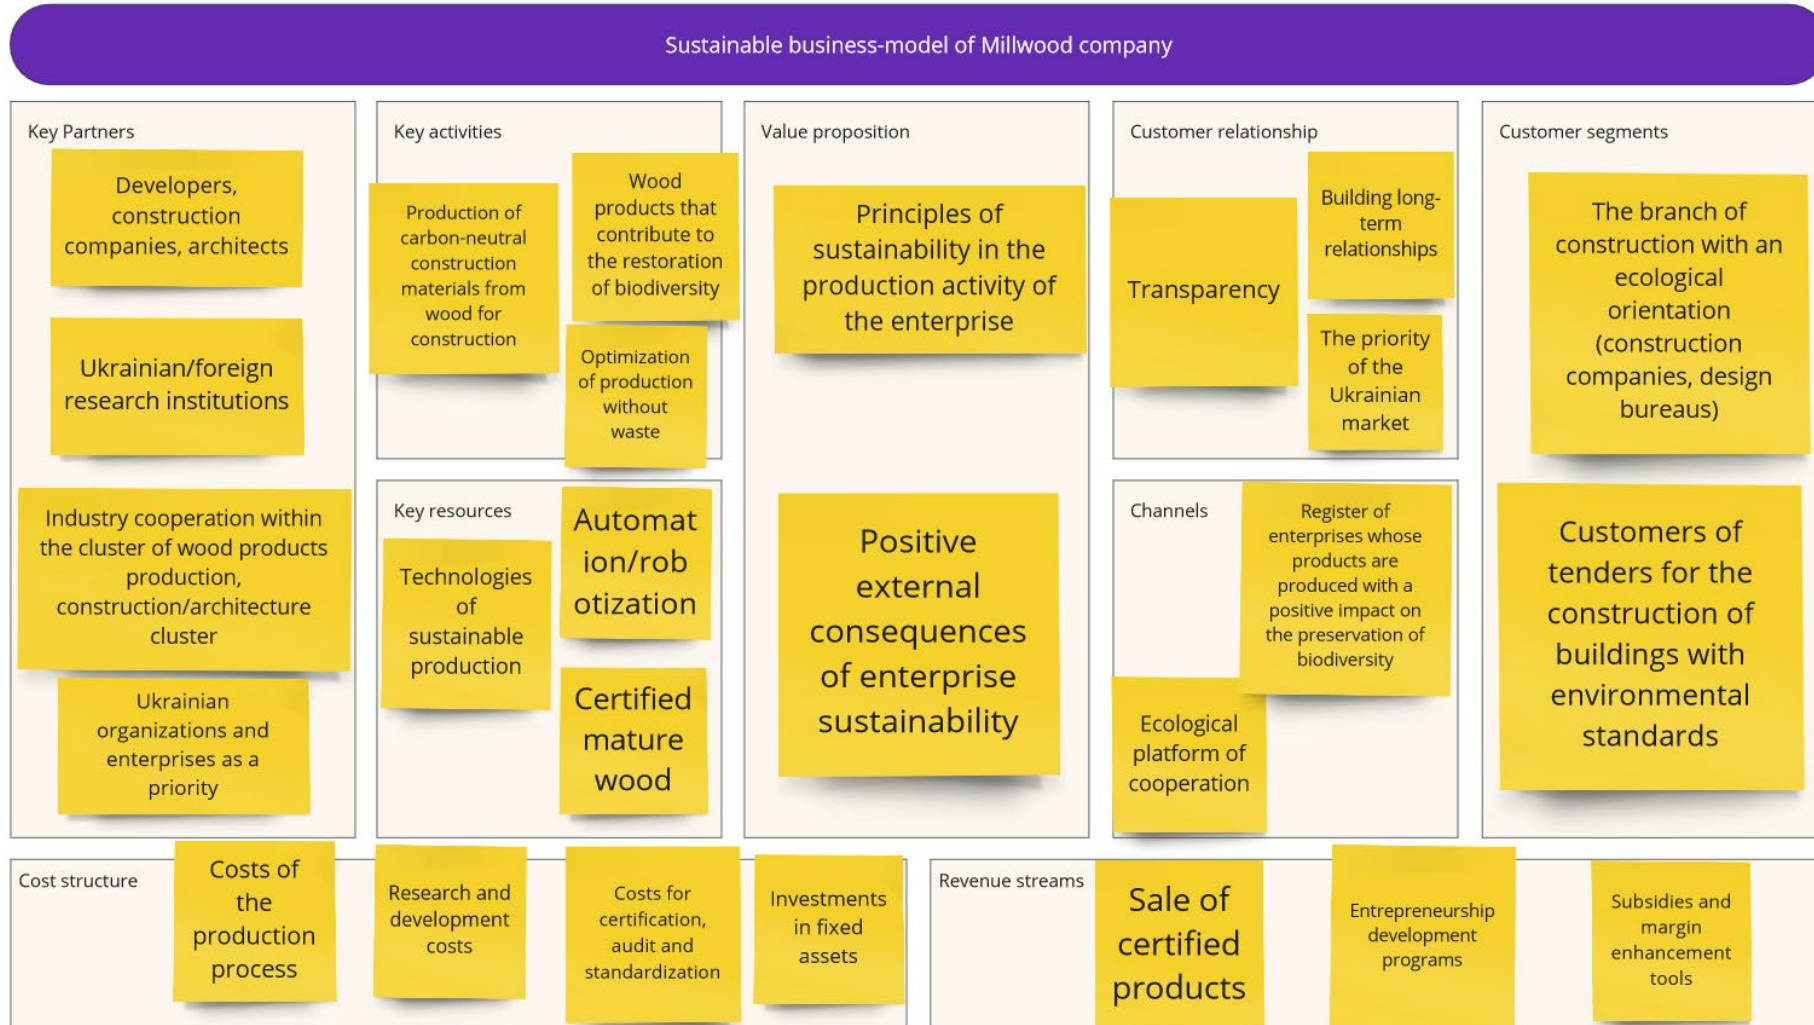 Sustainable business-model of Millwood company
Key Partners
Developers,
construction
companies, architects
Ukrainian/foreign
research institutions
Industry cooperation within
the cluster of wood products
production,
construction/architecture
cluster
Ukrainian
organizations and
enterprises as a
priority
Key activities
Production of
carbon-neutral
construction
materials from
wood for
construction
Wood
products that
contribute to
the restoration
of biodiversity
Optimization
of production
without
waste
Key resources
Technologies
of
sustainable
production
Automat
ion/rob
otization
Certified
mature
wood
Value proposition
Principles of
sustainability in the
production activity of
the enterprise
Positive
external
consequences
of enterprise
sustainability
Customer relationship
Transparency
Building long-
term
relationships
The priority
of the
Ukrainian
market
Channels
Register of
enterprises whose
products are
produced with a
positive impact on
the preservation of
biodiversity
Ecological
platform of
cooperation
Customer segments
The branch of
construction with an
ecological
orientation
(construction
companies, design
bureaus)
Customers of
tenders for the
construction of
buildings with
environmental
standards
Cost structure
Costs of
the
production
process
Research and
development
costs
Costs for
certification,
audit and
standardization
Investments
in fixed
assets
Revenue streams
Sale of
certified
products
Entrepreneurship
development
programs
Subsidies and
margin
enhancement
tools